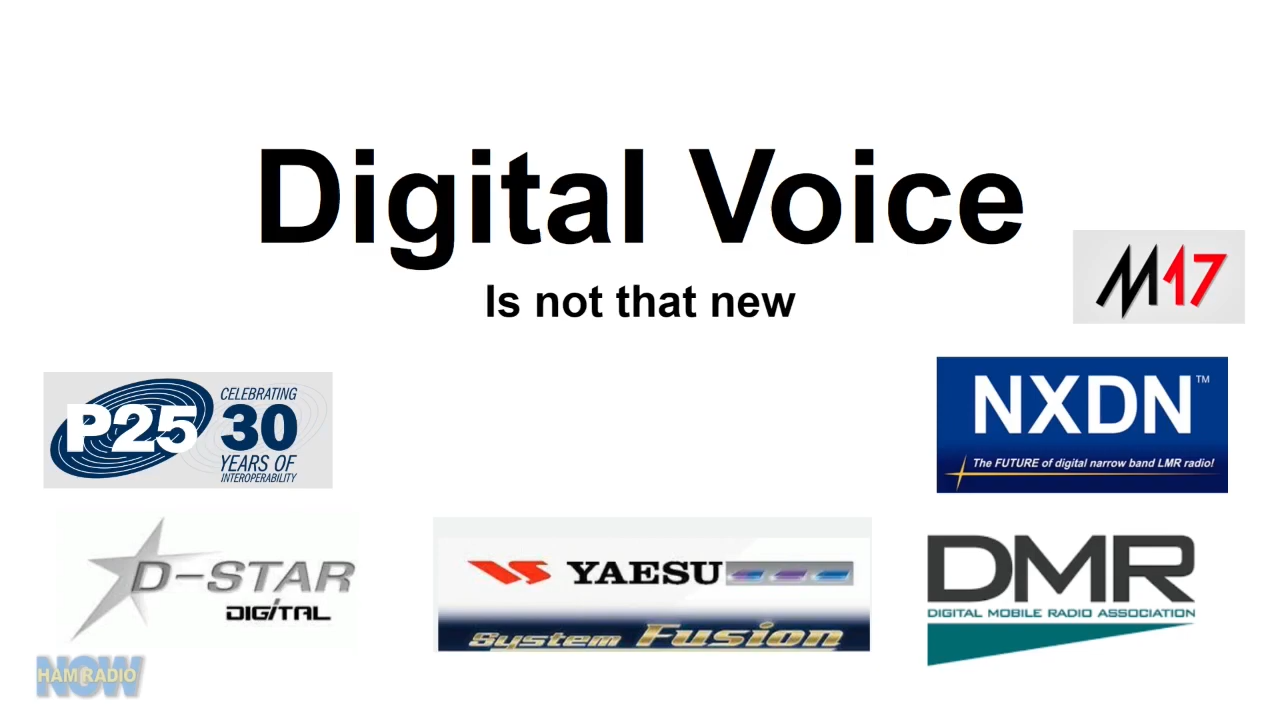 Digital Voice
Is not that new
M17
P25
CELEBRATING
30
YEARS OF
INTEROPERABILITY
NXDN™
The FUTURE of digital narrow band LMR radio!
D-STAR
DIGITAL
YAESU
System Fusion
DMR
DIGITAL MOBILE RADIO ASSOCIATION
NOW
HAM RADIO